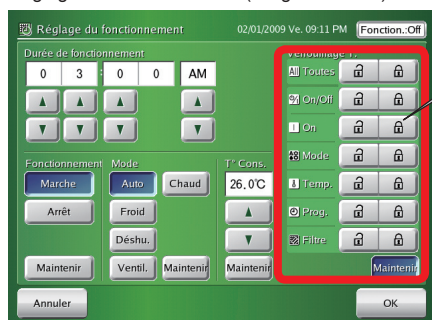 Réglage du fonctionnement 02/01/2009 Ve. 09:11 PM Fonction.:Off
Durée de fonctionnement
0 3 : 0 0 AM
Fonctionnement Mode T° Cons.
Marche Auto Chaud 26.0°C
Arrêt Froid
Déshu.
Maintenir Ventil. Maintenir Maintenir
Verrouillage T.
All Toutes
On/Off
On
Mode
Temp.
Prog.
Filtre
Maintenir
Annuler OK